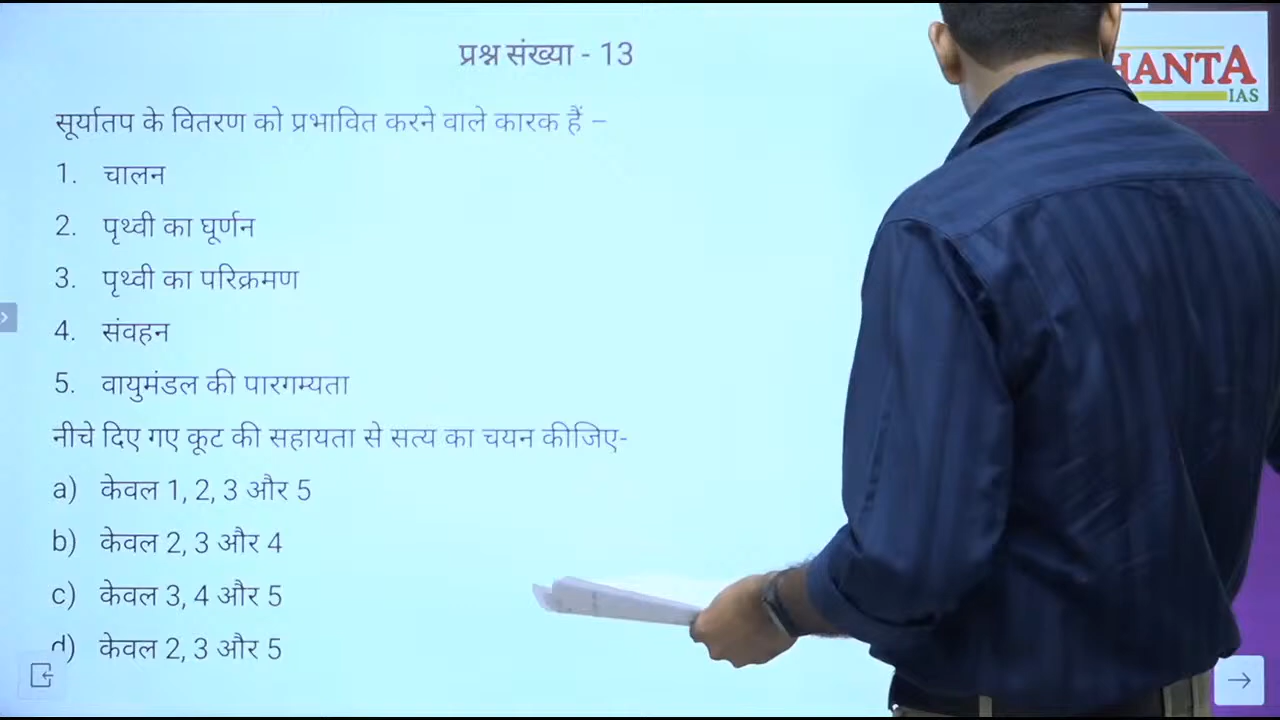 प्रश्न संख्या - 13
HANTA
IAS
सूर्यातप के वितरण को प्रभावित करने वाले कारक हैं –
1. चालन
2. पृथ्वी का घूर्णन
3. पृथ्वी का परिक्रमण
4. संवहन
5. वायुमंडल की पारगम्यता
नीचे दिए गए कूट की सहायता से सत्य का चयन कीजिए-
a) केवल 1, 2, 3 और 5
b) केवल 2, 3 और 4
c) केवल 3, 4 और 5
d) केवल 2, 3 और 5